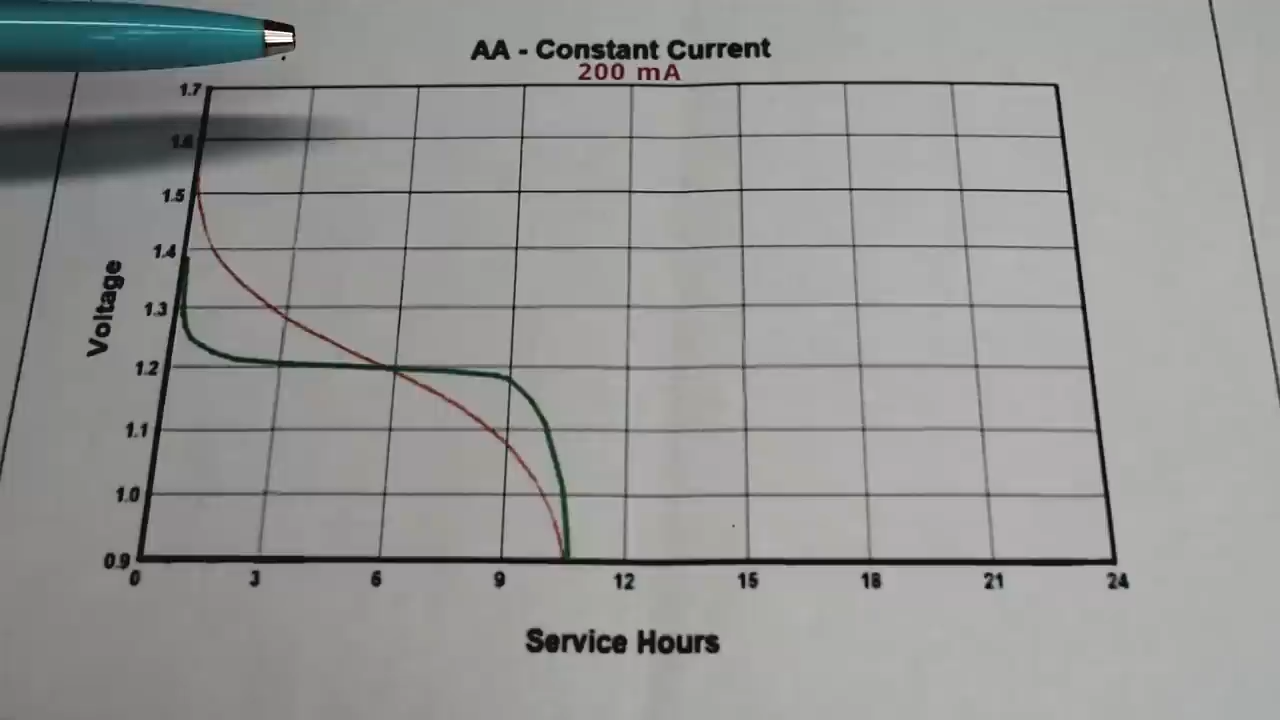 AA - Constant Current
200 mA
1.7
1.6
1.5
1.4
1.3
1.2
1.1
1.0
0.9
Voltage
0 3 6 9 12 15 18 21 24
Service Hours